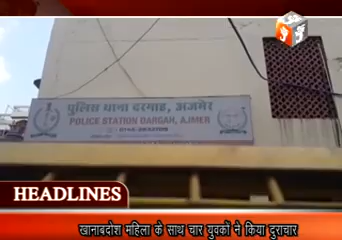 पुलिस थाना दरगाह, अजमेर
POLICE STATION DARGAH, AJMER
HEADLINES
खानाबदोश महिला के साथ चार युवकों ने किया दुराचार